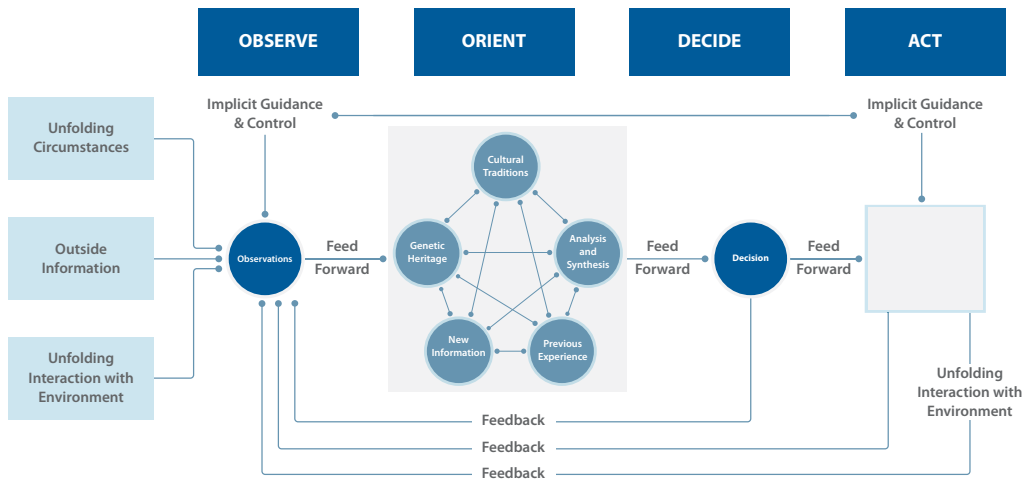 OBSERVE
ORIENT
DECIDE
ACT
Implicit Guidance
& Control
Implicit Guidance
& Control
Unfolding
Circumstances
Outside
Information
Unfolding
Interaction with
Environment
Observations
Feed
Forward
Cultural
Traditions
Genetic
Heritage
Analysis
and
Synthesis
New
Information
Previous
Experience
Feed
Forward
Decision
Feed
Forward
Unfolding
Interaction with
Environment
Feedback
Feedback
Feedback